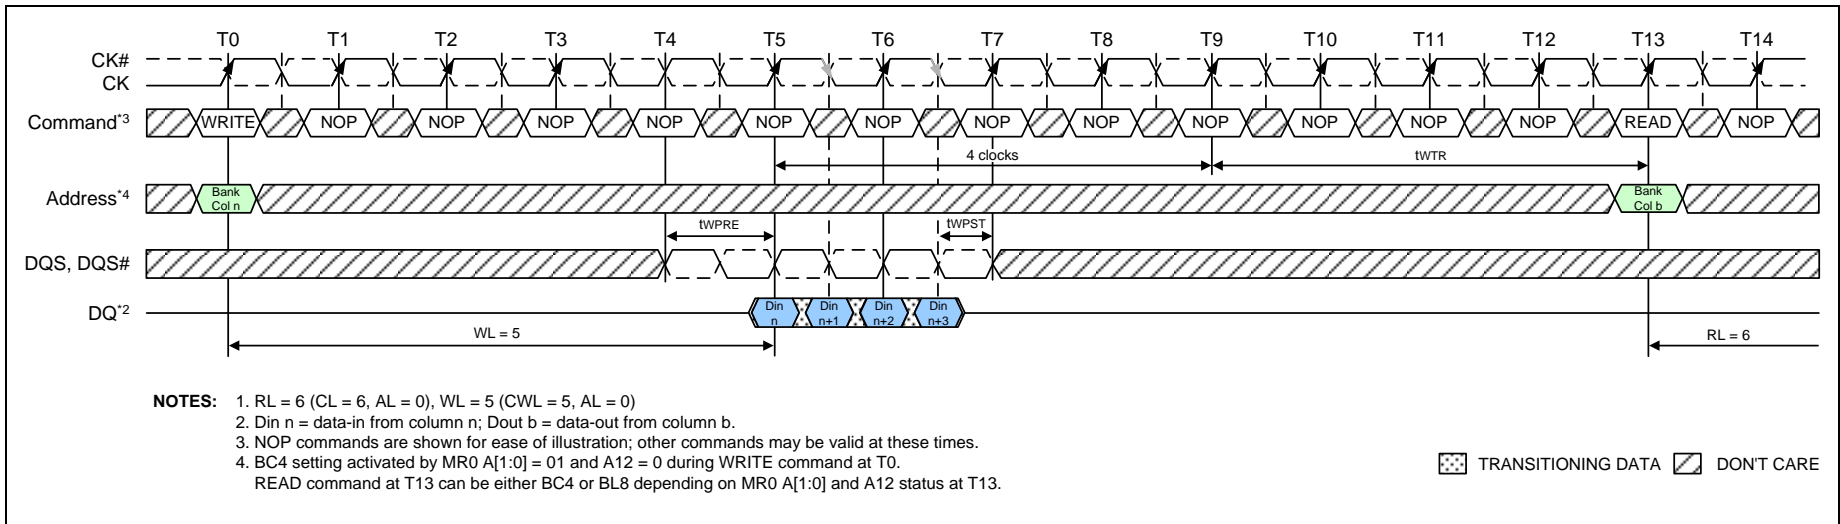 T0 T1 T2 T3 T4 T5 T6 T7 T8 T9 T10 T11 T12 T13 T14
CK#
CK
Command*3 WRITE NOP NOP NOP NOP NOP NOP NOP NOP NOP NOP NOP NOP READ NOP
4 clocks tWTR
Address*4 Bank Bank
Col n Col b
tWPRE tWPST
DQS, DQS#
DQ*2 Din Din Din Din
n n+1 n+2 n+3
WL = 5 RL = 6
NOTES: 1. RL = 6 (CL = 6, AL = 0), WL = 5 (CWL = 5, AL = 0)
2. Din n = data-in from column n; Dout b = data-out from column b.
3. NOP commands are shown for ease of illustration; other commands may be valid at these times.
4. BC4 setting activated by MR0 A[1:0] = 01 and A12 = 0 during WRITE command at T0.
READ command at T13 can be either BC4 or BL8 depending on MR0 A[1:0] and A12 status at T13.
TRANSITIONING DATA DON'T CARE